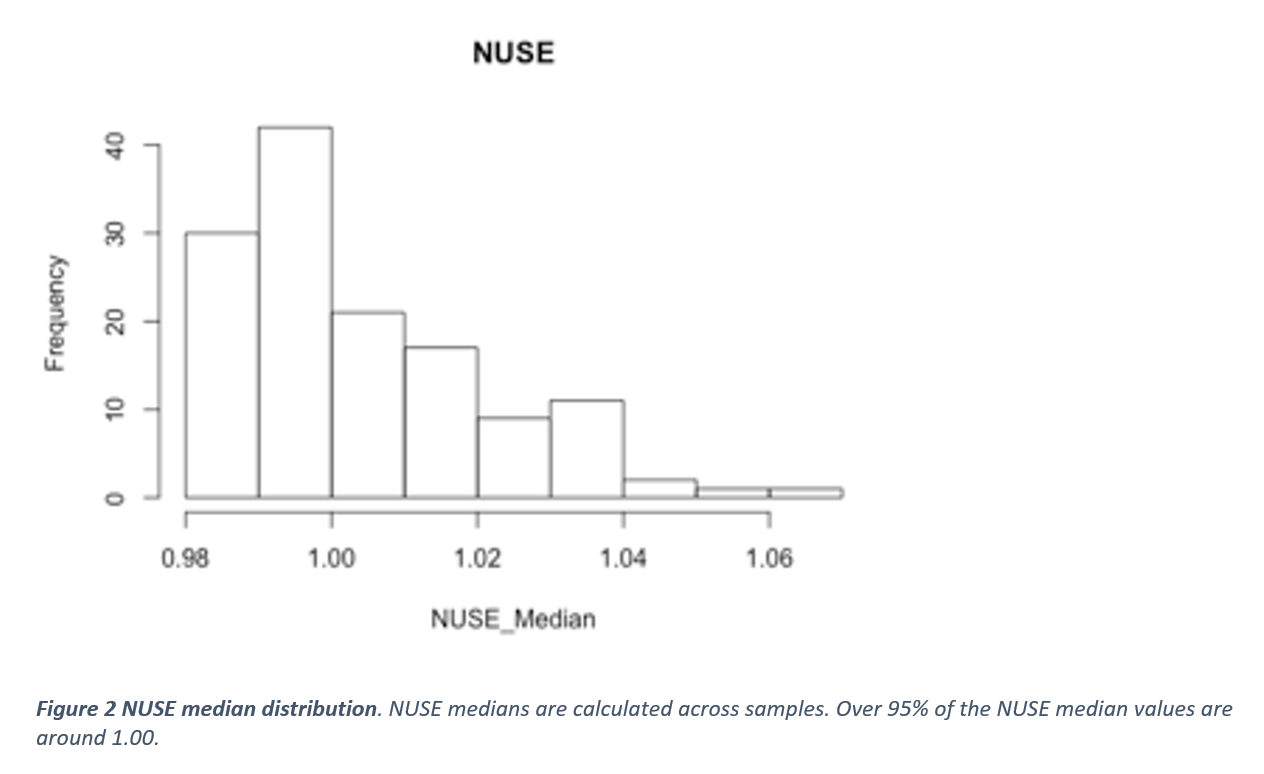 NUSE
40
30
20
10
0
Frequency
0.98 1.00 1.02 1.04 1.06
NUSE_Median
Figure 2 NUSE median distribution. NUSE medians are calculated across samples. Over 95% of the NUSE median values are
around 1.00.